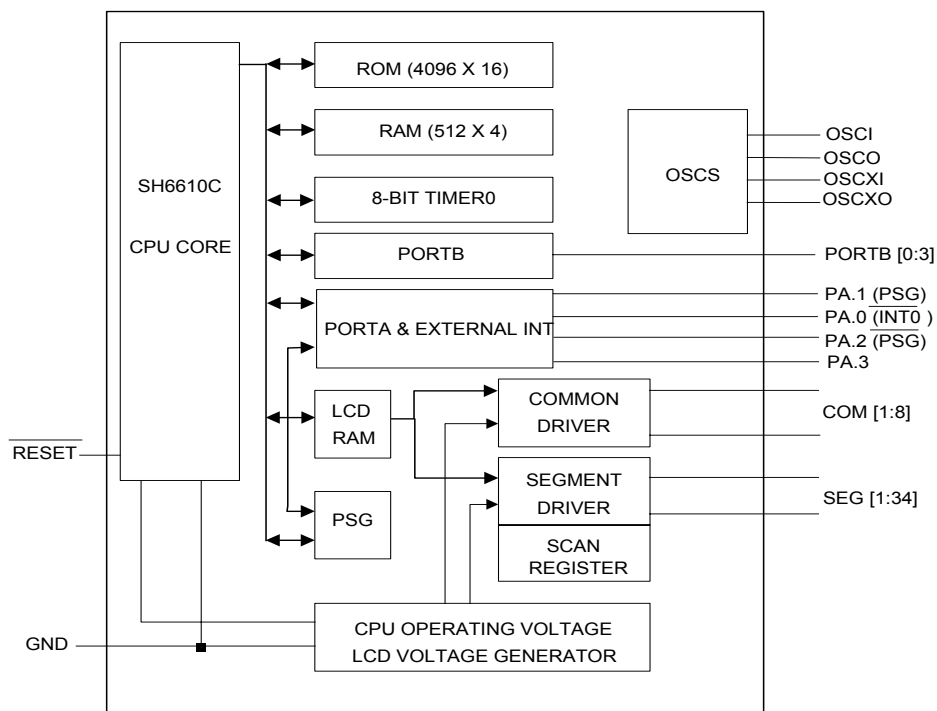 ROM (4096 X 16)
RAM (512 X 4)
SH6610C
CPU CORE
8-BIT TIMER0
PORTB
PORTA & EXTERNAL INT
LCD
RAM
PSG
COMMON
DRIVER
SEGMENT
DRIVER
SCAN
REGISTER
CPU OPERATING VOLTAGE
LCD VOLTAGE GENERATOR
OSCS
OSCI
OSCO
OSCXI
OSCXO
PORTB [0:3]
PA.1 (PSG)
PA.0 (INT0 )
PA.2 (PSG)
PA.3
COM [1:8]
SEG [1:34]
RESET
GND